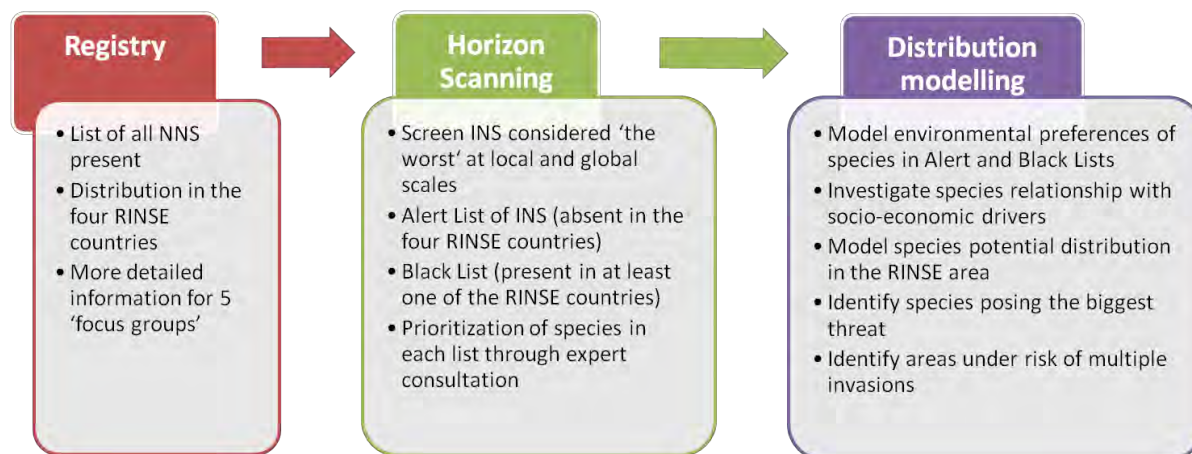 Registry
• List of all NNS
present
• Distribution in the
four RINSE
countries
• More detailed
information for 5
‘focus groups’
Horizon
Scanning
• Screen INS considered ‘the
worst’ at local and global
scales
• Alert List of INS (absent in the
four RINSE countries)
• Black List (present in at least
one of the RINSE countries)
• Prioritization of species in
each list through expert
consultation
Distribution
modelling
• Model environmental preferences of
species in Alert and Black Lists
• Investigate species relationship with
socio-economic drivers
• Model species potential distribution
in the RINSE area
• Identify species posing the biggest
threat
• Identify areas under risk of multiple
invasions